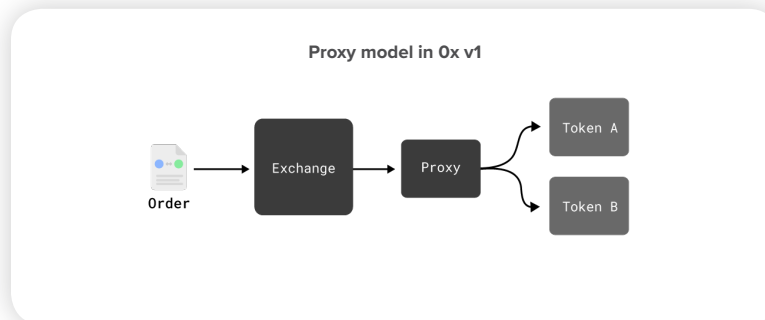 Proxy model in 0x v1
Order
Exchange
Proxy
Token A
Token B